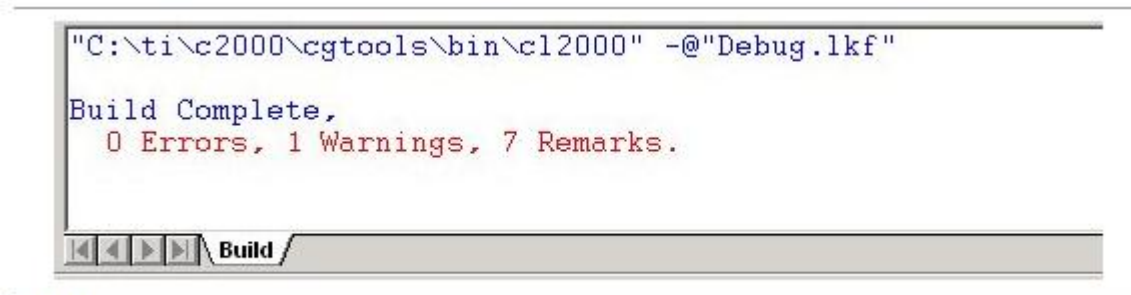 "C:\ti\c2000\cgtools\bin\cl2000" -@"Debug.lkf"
Build Complete,
0 Errors, 1 Warnings, 7 Remarks.
Build